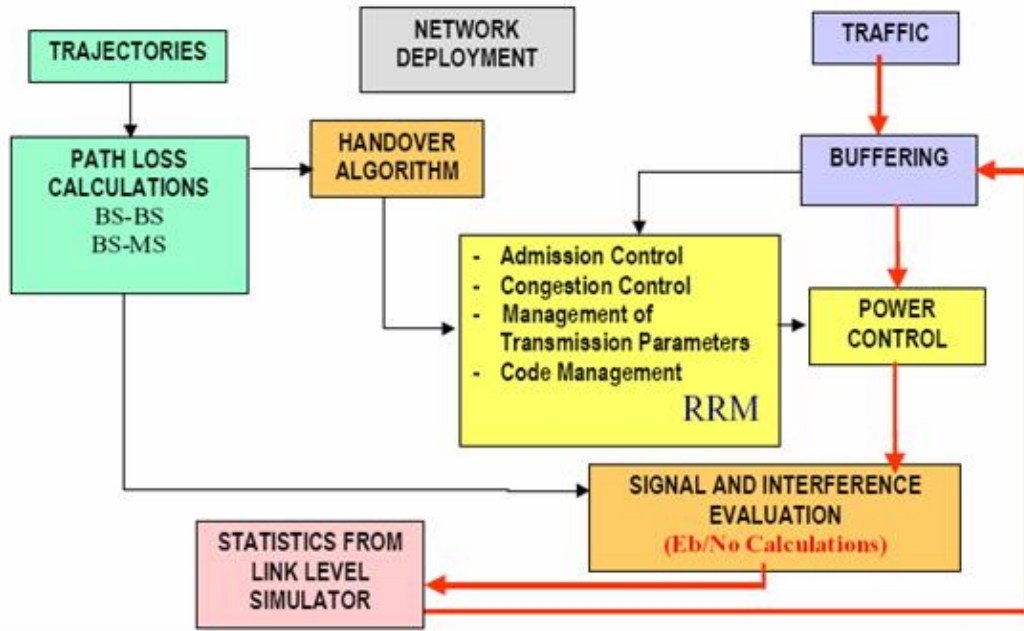 NETWORK
DEPLOYMENT
TRAJECTORIES
TRAFFIC
PATH LOSS
CALCULATIONS
BS-BS
BS-MS
HANDOVER
ALGORITHM
BUFFERING
- Admission Control
- Congestion Control
- Management of
Transmission Parameters
- Code Management
RRM
POWER
CONTROL
SIGNAL AND INTERFERENCE
EVALUATION
(Eb/No Calculations)
STATISTICS FROM
LINK LEVEL
SIMULATOR